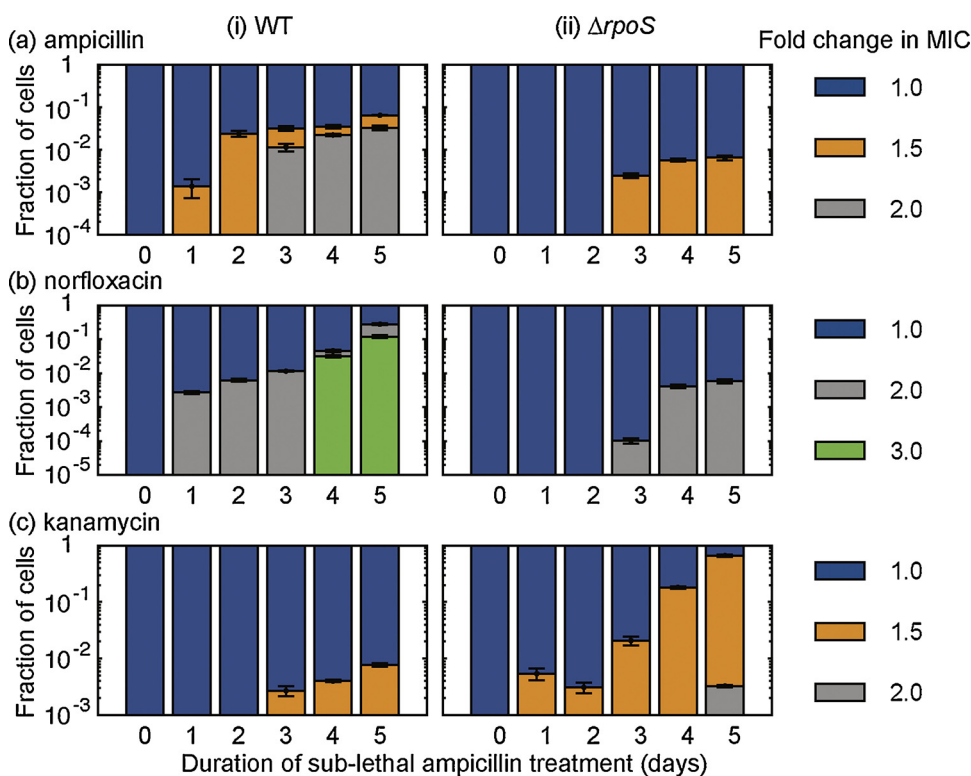 (i) WT (ii) ΔrpoS
(a) ampicillin Fold change in MIC
Fraction of cells
1
10⁻¹
10⁻²
10⁻³
10⁻⁴
0 1 2 3 4 5
0 1 2 3 4 5
1.0
1.5
2.0
(b) norfloxacin
Fraction of cells
1
10⁻¹
10⁻²
10⁻³
10⁻⁴
10⁻⁵
0 1 2 3 4 5
0 1 2 3 4 5
1.0
2.0
3.0
(c) kanamycin
Fraction of cells
1
10⁻¹
10⁻²
10⁻³
0 1 2 3 4 5
0 1 2 3 4 5
1.0
1.5
2.0
Duration of sub-lethal ampicillin treatment (days)